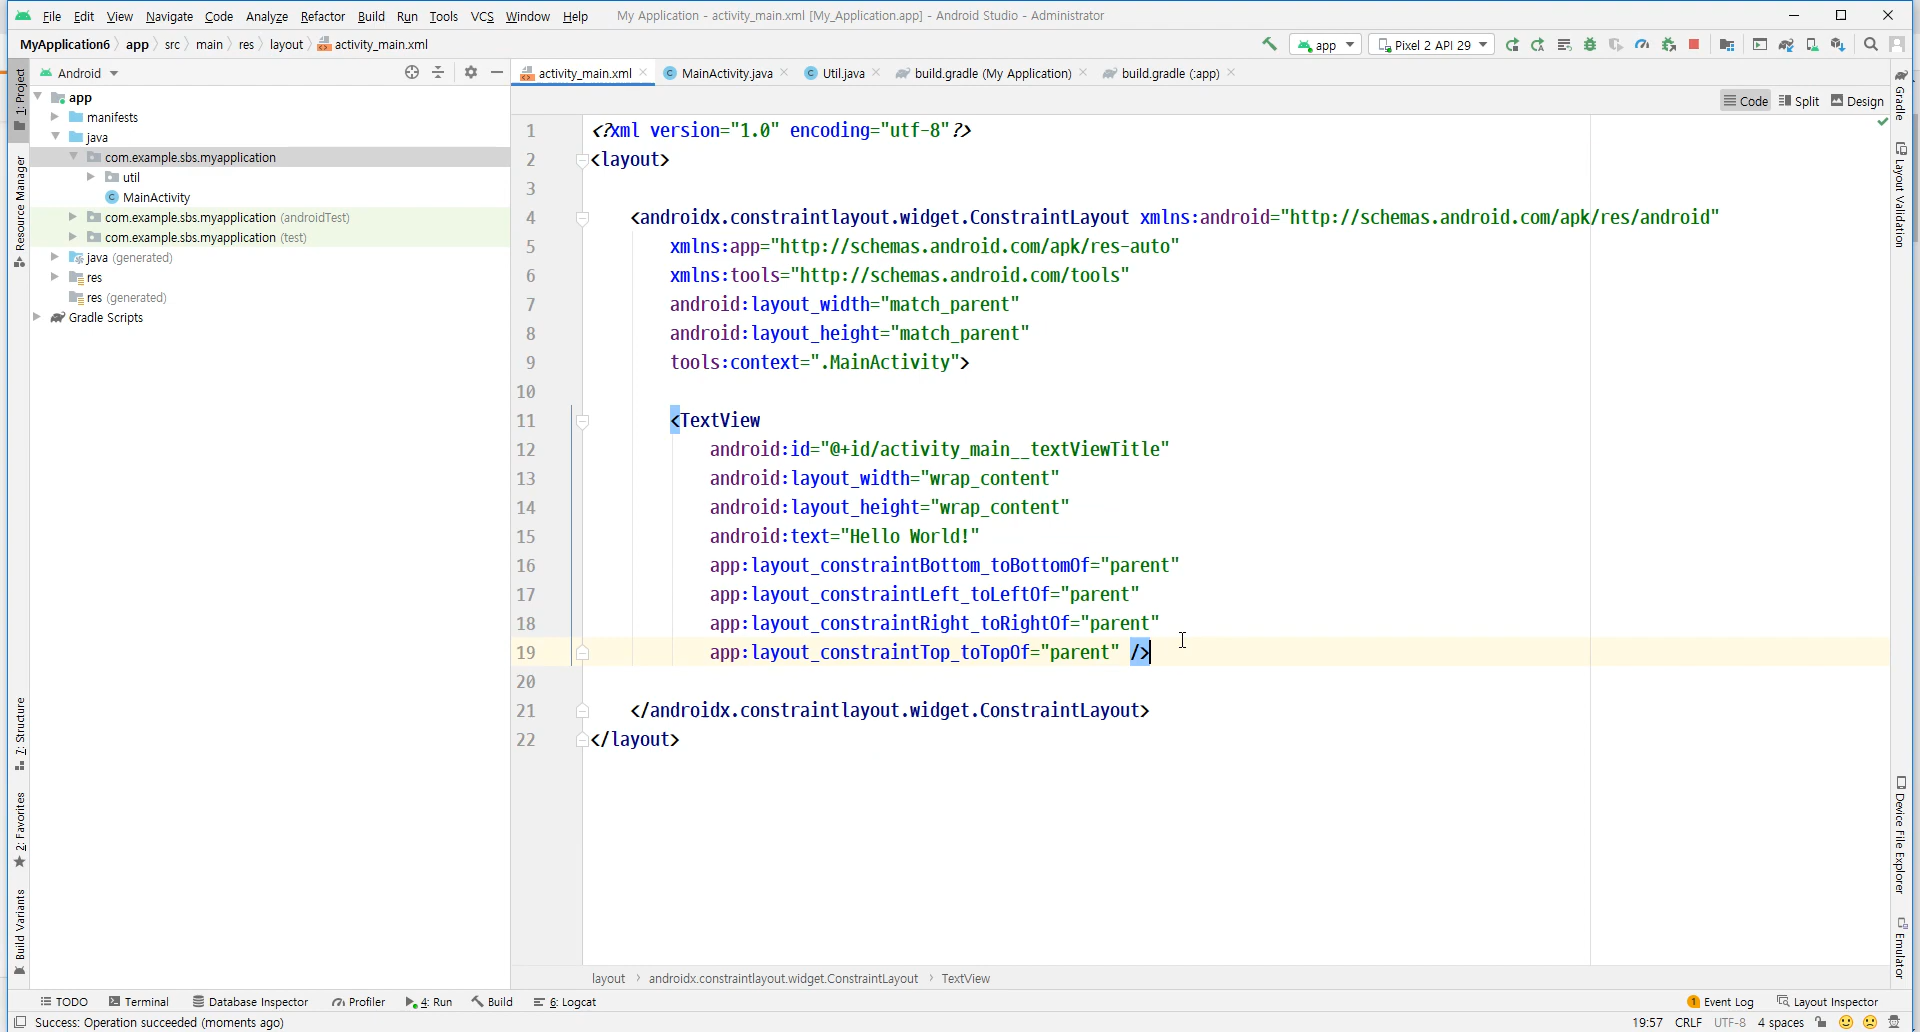 File Edit View Navigate Code Analyze Refactor Build Run Tools VCS Window Help My Application - activity_main.xml [My_Application.app] - Android Studio - Administrator
MyApplication6 app src main res layout activity_main.xml app Pixel 2 API 29
Android activity_main.xml MainActivity.java Util.java build.gradle (My Application) build.gradle (:app)
Code Split Design
app
manifests
java
com.example.sbs.myapplication
util
MainActivity
com.example.sbs.myapplication (androidTest)
com.example.sbs.myapplication (test)
java (generated)
res
res (generated)
Gradle Scripts
1: Project
Resource Manager
7: Structure
2: Favorites
Build Variants
1 <?xml version="1.0" encoding="utf-8"?>
2 <layout>
3
4 <androidx.constraintlayout.widget.ConstraintLayout xmlns:android="http://schemas.android.com/apk/res/android"
5 xmlns:app="http://schemas.android.com/apk/res-auto"
6 xmlns:tools="http://schemas.android.com/tools"
7 android:layout_width="match_parent"
8 android:layout_height="match_parent"
9 tools:context=".MainActivity">
10
11 <TextView
12 android:id="@+id/activity_main__textViewTitle"
13 android:layout_width="wrap_content"
14 android:layout_height="wrap_content"
15 android:text="Hello World!"
16 app:layout_constraintBottom_toBottomOf="parent"
17 app:layout_constraintLeft_toLeftOf="parent"
18 app:layout_constraintRight_toRightOf="parent"
19 app:layout_constraintTop_toTopOf="parent" />
20
21 </androidx.constraintlayout.widget.ConstraintLayout>
22 </layout>
Gradle
Layout Validation
Device File Explorer
Emulator
layout androidx.constraintlayout.widget.ConstraintLayout TextView
TODO Terminal Database Inspector Profiler 4: Run Build 6: Logcat 1 Event Log Layout Inspector
Success: Operation succeeded (moments ago) 19:57 CRLF UTF-8 4 spaces